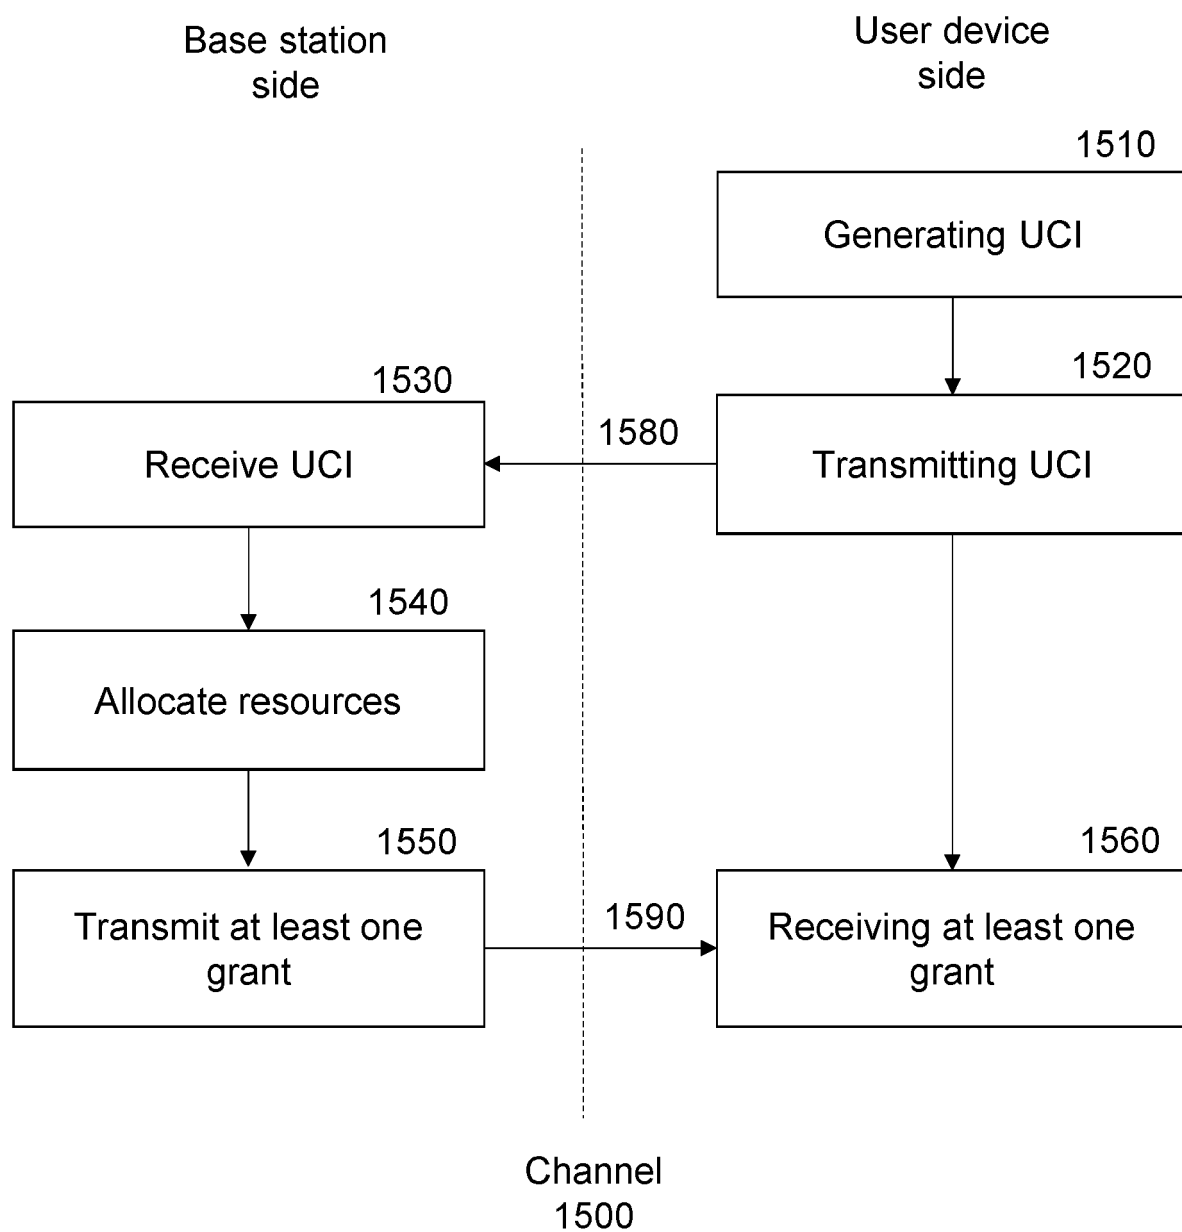 Base station
side
User device
side
1510
Generating UCI
1520
1530
1580
Receive UCI
Transmitting UCI
1540
Allocate resources
1550
1560
Transmit at least one
grant
1590
Receiving at least one
grant
Channel
1500